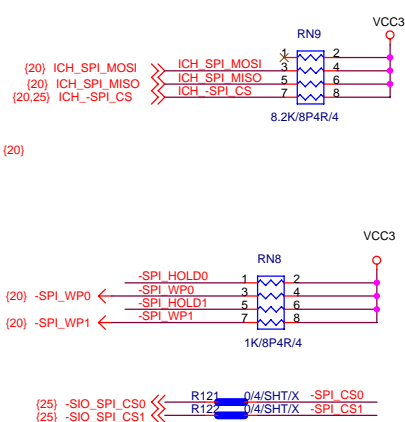 VCC3
RN9
1 2
{20} ICH_SPI_MOSI ICH_SPI_MOSI 3 4
{20} ICH_SPI_MISO ICH_SPI_MISO 5 6
{20,25} ICH_-SPI_CS ICH_-SPI_CS 7 8
8.2K/8P4R/4
{20}
VCC3
RN8
-SPI_HOLD0 1 2
{20} -SPI_WP0 -SPI_WP0 3 4
-SPI_HOLD1 5 6
{20} -SPI_WP1 -SPI_WP1 7 8
1K/8P4R/4
{25} -SIO_SPI_CS0 R121 0/4/SHT/X -SPI_CS0
{25} -SIO_SPI_CS1 R122 0/4/SHT/X -SPI_CS1